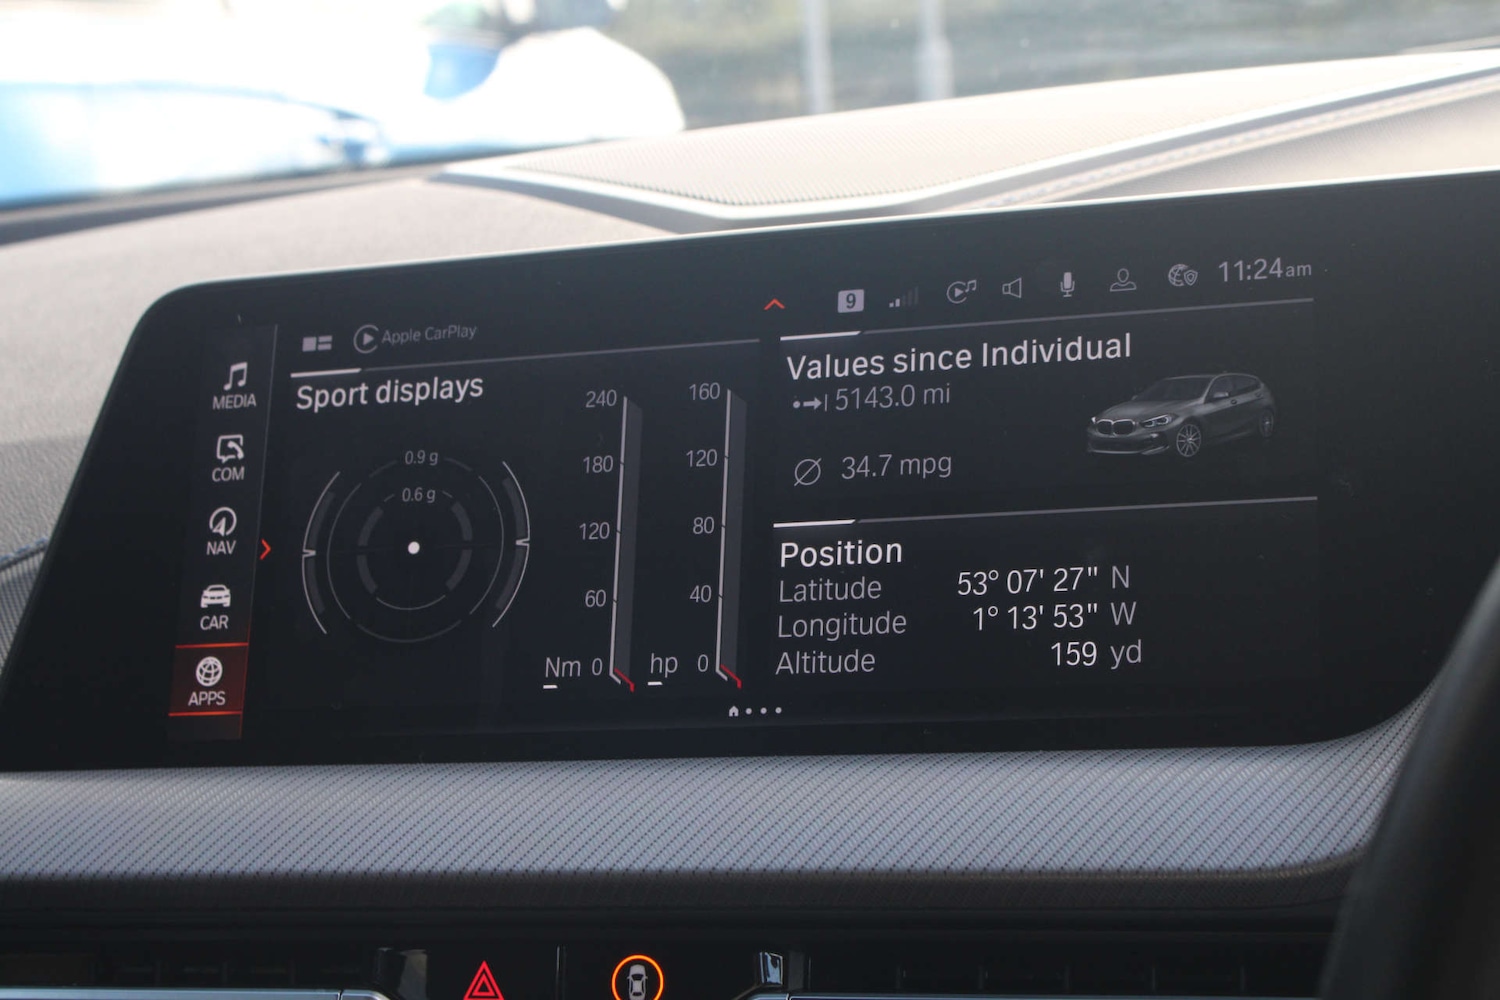 9 11:24am
Apple CarPlay
MEDIA
COM
NAV
CAR
APPS
Sport displays
0.9 g
0.6 g
240
180
120
60
Nm 0
160
120
80
40
hp 0
Values since Individual
5143.0 mi
34.7 mpg
Position
Latitude 53° 07' 27" N
Longitude 1° 13' 53" W
Altitude 159 yd